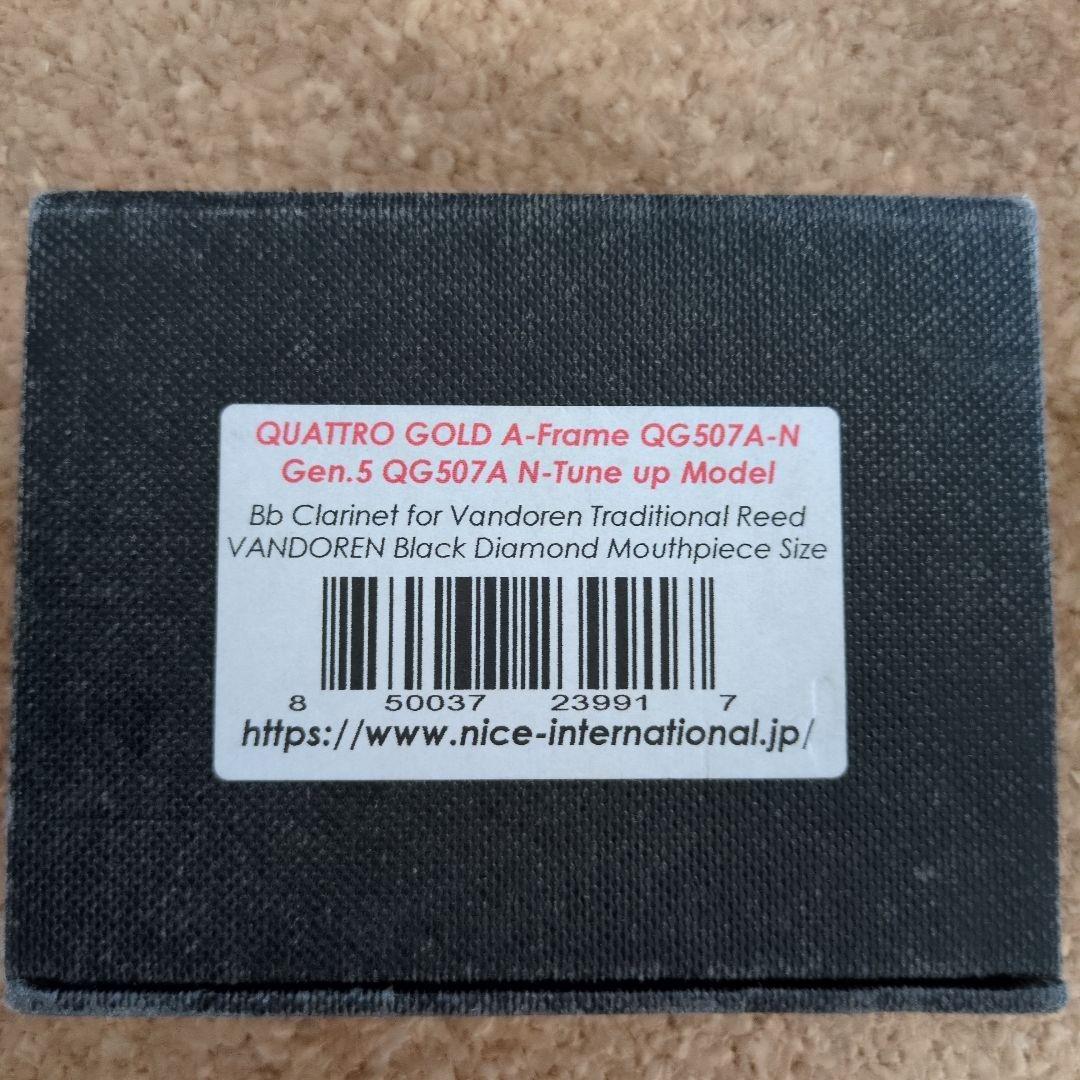 QUATTRO GOLD A-Frame QG507A-N
Gen.5 QG507A N-Tune up Model
Bb Clarinet for Vandoren Traditional Reed
VANDOREN Black Diamond Mouthpiece Size
8 50037 23991 7
https://www.nice-international.jp/